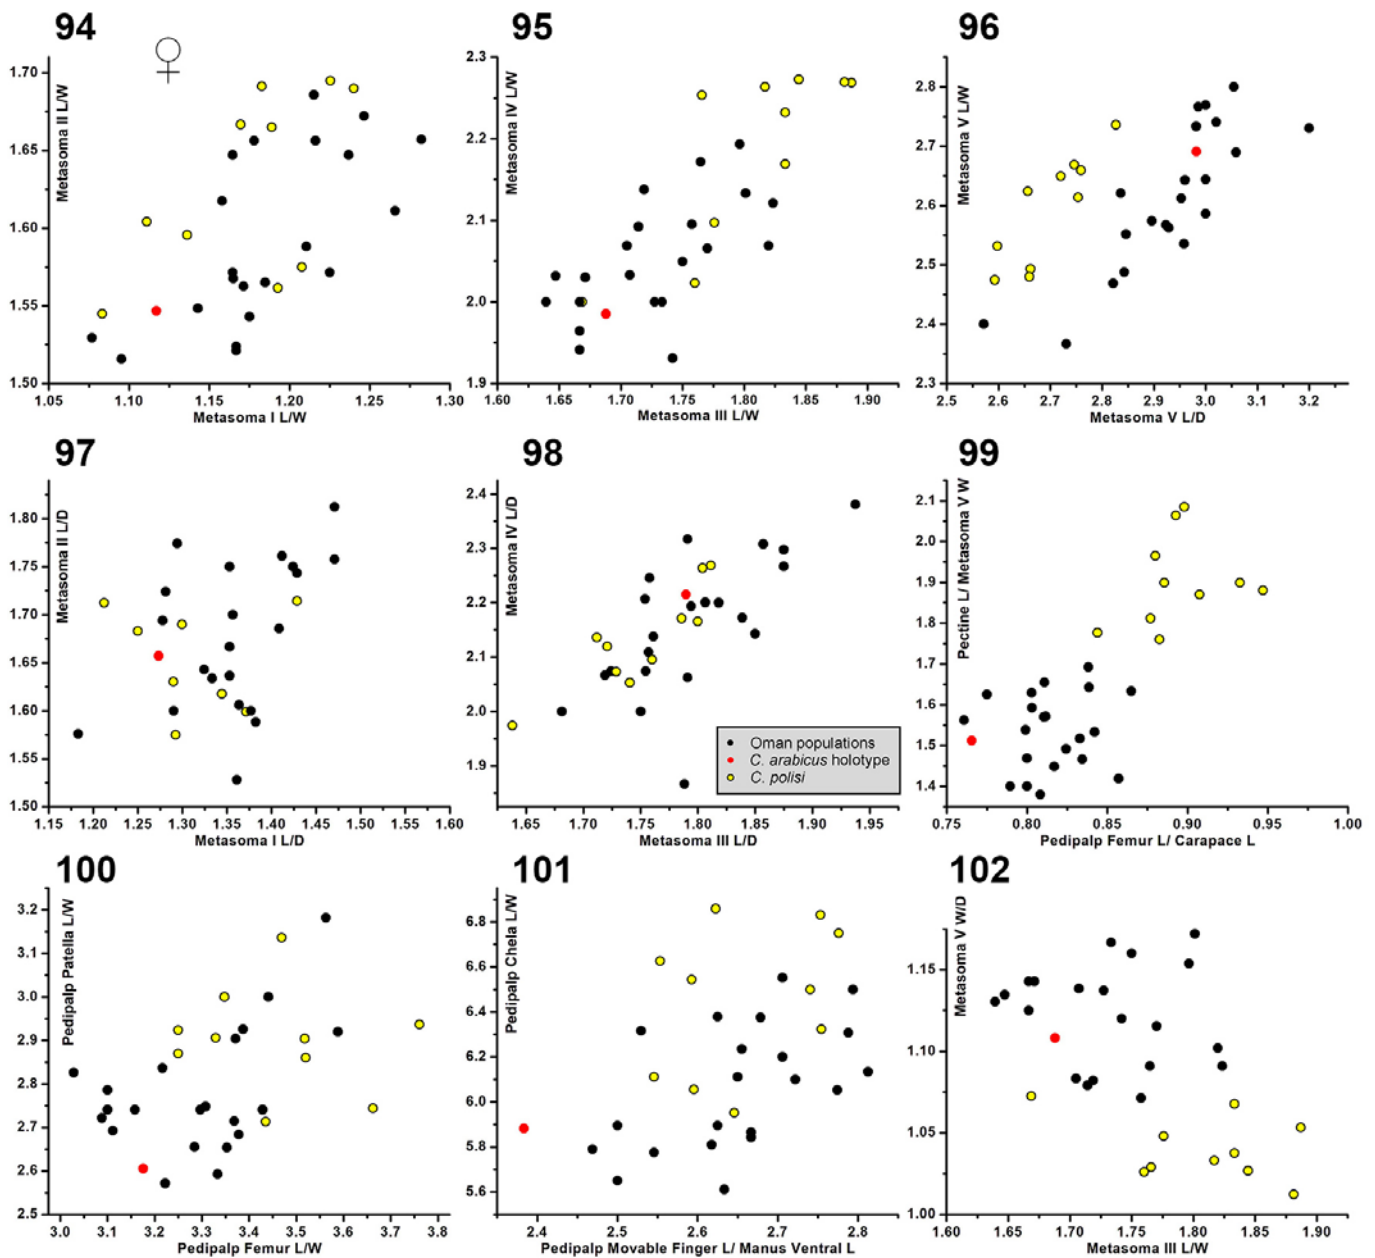 94
♀
Metasoma II L/W
1.70
1.65
1.60
1.55
1.50
1.05 1.10 1.15 1.20 1.25 1.30
Metasoma I L/W
95
Metasoma IV L/W
2.3
2.2
2.1
2.0
1.9
1.60 1.65 1.70 1.75 1.80 1.85 1.90
Metasoma III L/W
96
Metasoma V L/W
2.8
2.7
2.6
2.5
2.4
2.3
2.5 2.6 2.7 2.8 2.9 3.0 3.1 3.2
Metasoma V L/D
97
Metasoma II L/D
1.80
1.75
1.70
1.65
1.60
1.55
1.50
1.15 1.20 1.25 1.30 1.35 1.40 1.45 1.50 1.55 1.60
Metasoma I L/D
98
Metasoma IV L/D
2.4
2.3
2.2
2.1
2.0
1.9
1.65 1.70 1.75 1.80 1.85 1.90 1.95
Metasoma III L/D
Oman populations
C. arabicus holotype
C. polisi
99
Pectine L/ Metasoma V W
2.1
2.0
1.9
1.8
1.7
1.6
1.5
1.4
0.75 0.80 0.85 0.90 0.95 1.00
Pedipalp Femur L/ Carapace L
100
Pedipalp Patella L/W
3.2
3.1
3.0
2.9
2.8
2.7
2.6
2.5
3.0 3.1 3.2 3.3 3.4 3.5 3.6 3.7 3.8
Pedipalp Femur L/W
101
Pedipalp Chela L/W
6.8
6.6
6.4
6.2
6.0
5.8
5.6
2.4 2.5 2.6 2.7 2.8
Pedipalp Movable Finger L/ Manus Ventral L
102
Metasoma V W/D
1.15
1.10
1.05
1.00
1.60 1.65 1.70 1.75 1.80 1.85 1.90
Metasoma III L/W